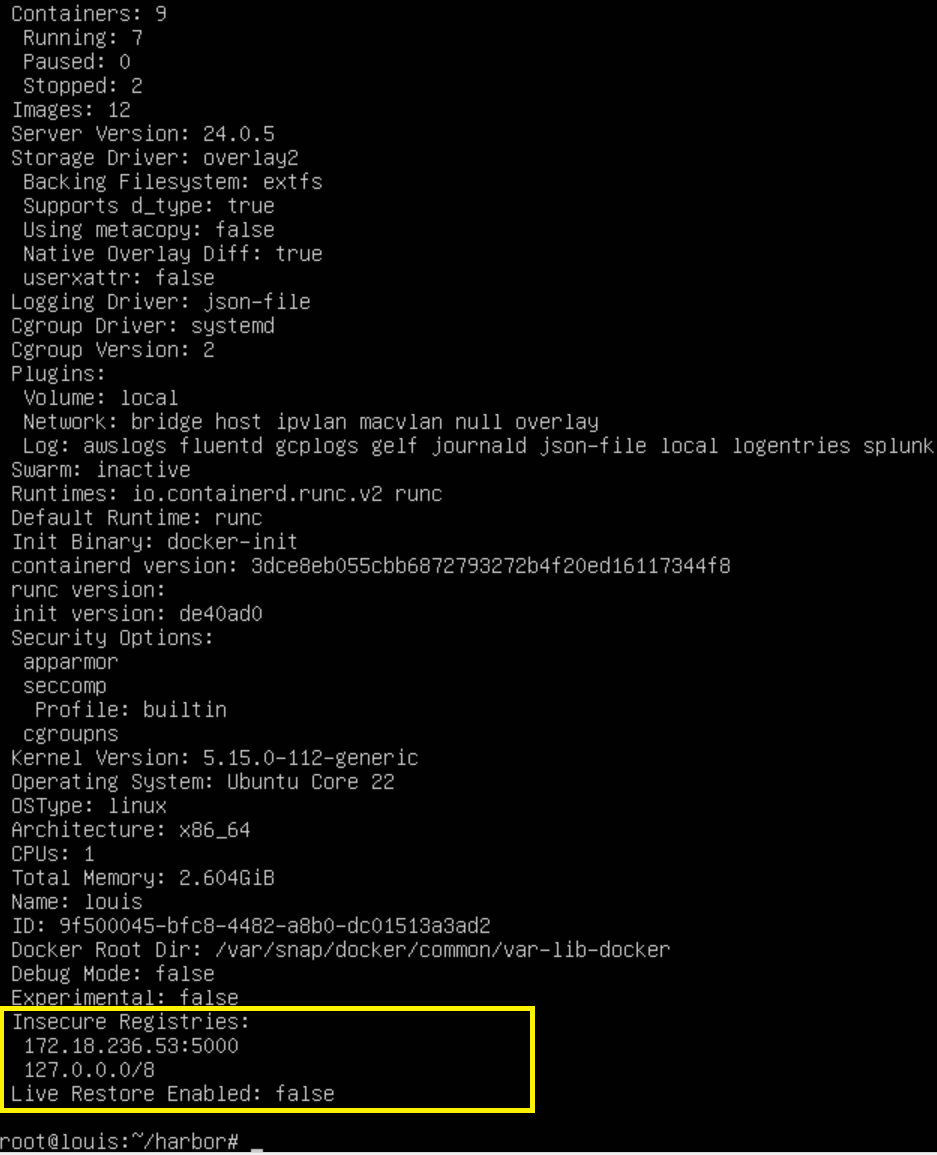 Containers: 9
Running: 7
Paused: 0
Stopped: 2
Images: 12
Server Version: 24.0.5
Storage Driver: overlay2
Backing Filesystem: extfs
Supports d_type: true
Using metacopy: false
Native Overlay Diff: true
userxattr: false
Logging Driver: json-file
Cgroup Driver: systemd
Cgroup Version: 2
Plugins:
Volume: local
Network: bridge host ipvlan macvlan null overlay
Log: awslogs fluentd gcplogs gelf journald json-file local logentries splunk
Swarm: inactive
Runtimes: io.containerd.runc.v2 runc
Default Runtime: runc
Init Binary: docker-init
containerd version: 3dce8eb055cbb6872793272b4f20ed16117344f8
runc version:
init version: de40ad0
Security Options:
apparmor
seccomp
Profile: builtin
cgroupns
Kernel Version: 5.15.0-112-generic
Operating System: Ubuntu Core 22
OSType: linux
Architecture: x86_64
CPUs: 1
Total Memory: 2.604GiB
Name: louis
ID: 9f500045-bfc8-4482-a8b0-dc01513a3ad2
Docker Root Dir: /var/snap/docker/common/var-lib-docker
Debug Mode: false
Experimental: false
Insecure Registries:
172.18.236.53:5000
127.0.0.0/8
Live Restore Enabled: false
root@louis:~/harbor# _